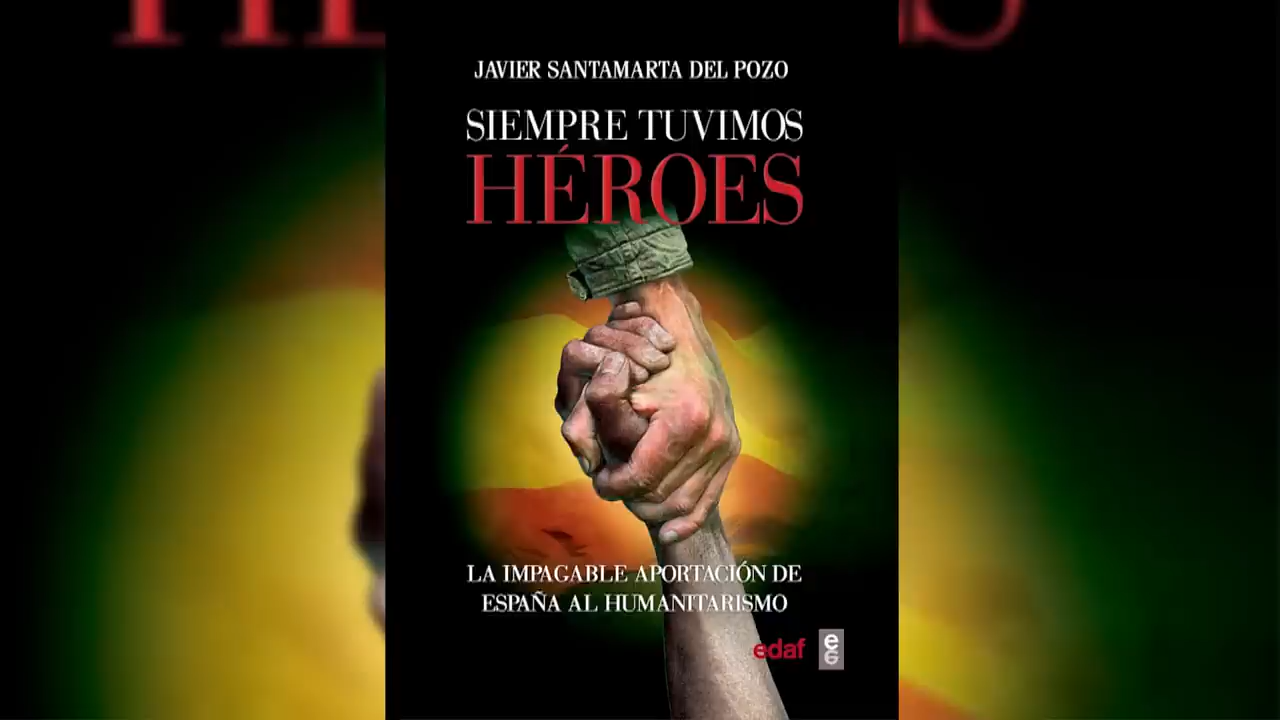 JAVIER SANTAMARTA DEL POZO
SIEMPRE TUVIMOS
HÉROES
LA IMPAGABLE APORTACIÓN DE
ESPAÑA AL HUMANITARISMO
edaf